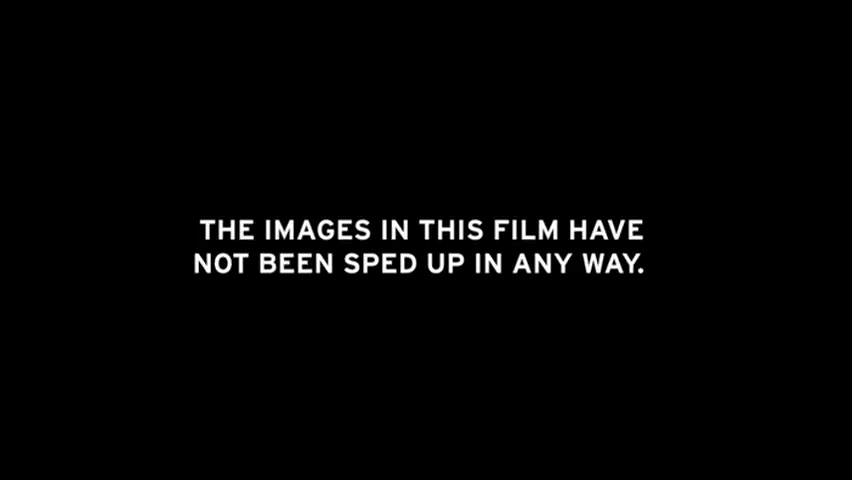 THE IMAGES IN THIS FILM HAVE
NOT BEEN SPED UP IN ANY WAY.